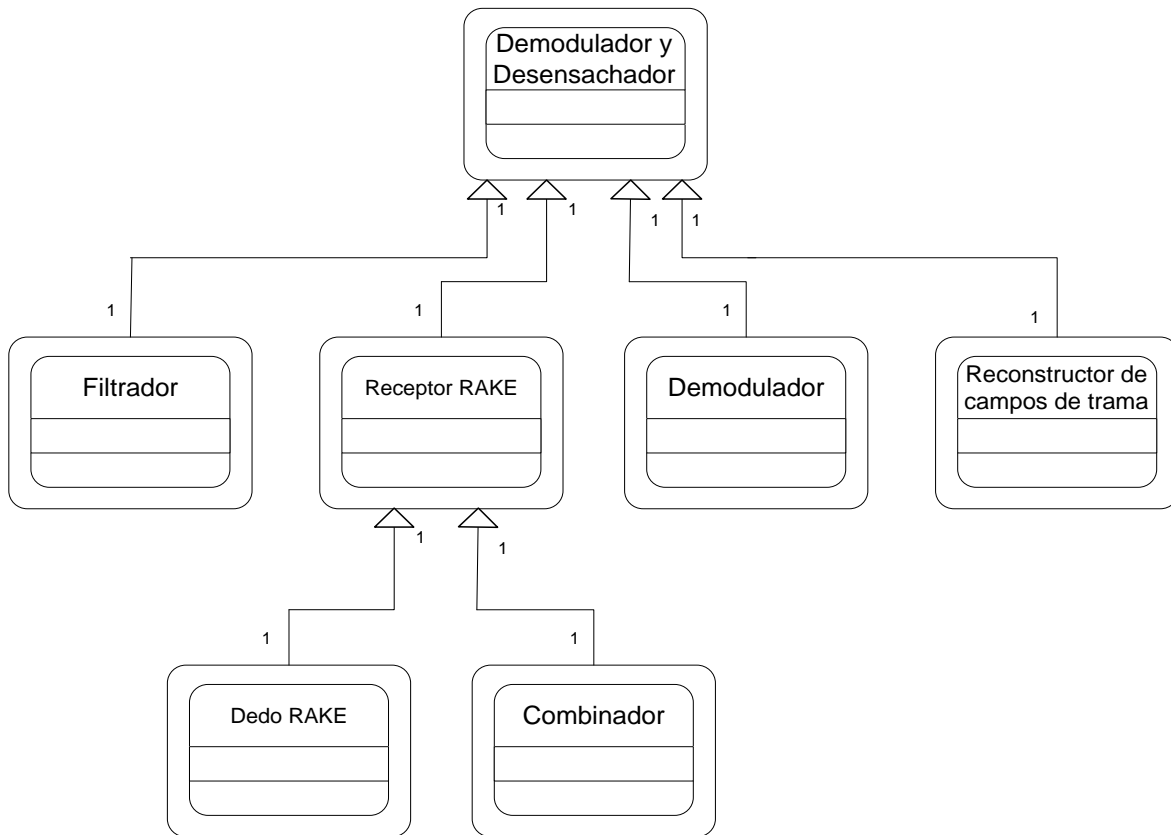 Demodulador y
Desensachador
1
1
1
1
1
1
1
1
Filtrador
Receptor RAKE
Demodulador
Reconstructor de
campos de trama
1
1
1
1
Dedo RAKE
Combinador